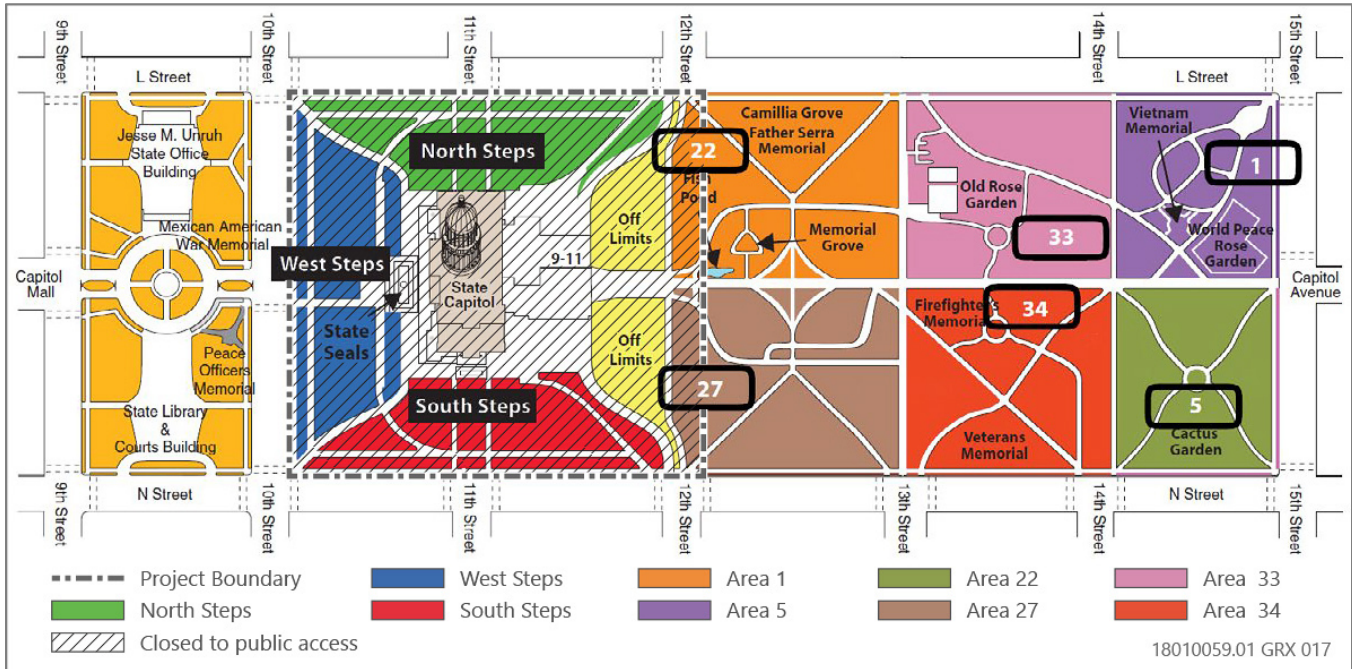 9th Street
10th Street
11th Street
12th Street
14th Street
15th Street
L Street
L Street
Jesse M. Unruh
State Office
Building
Mexican American
War Memorial
Capitol
Mall
Peace
Officers
Memorial
State Library
&
Courts Building
North Steps
West Steps
State
Seals
State
Capitol
9-11
South Steps
Off
Limits
Off
Limits
22
Fish
Pond
Camillia Grove
Father Serra
Memorial
Memorial
Grove
27
Old Rose
Garden
33
Firefighters
Memorial
34
Veterans
Memorial
Vietnam
Memorial
1
World Peace
Rose
Garden
Capitol
Avenue
5
Cactus
Garden
N Street
N Street
9th Street
10th Street
11th Street
12th Street
13th Street
14th Street
15th Street
Project Boundary
West Steps
Area 1
Area 22
Area 33
North Steps
South Steps
Area 5
Area 27
Area 34
Closed to public access
18010059.01 GRX 017